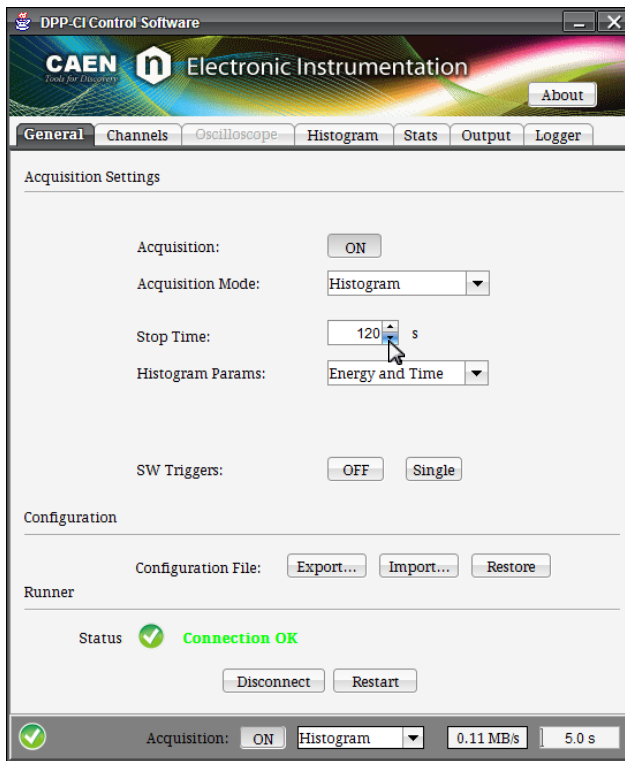 DPP-CI Control Software
CAEN n Electronic Instrumentation
Tools for Discovery
About
General Channels Oscilloscope Histogram Stats Output Logger
Acquisition Settings
Acquisition: ON
Acquisition Mode: Histogram
Stop Time: 120 s
Histogram Params: Energy and Time
SW Triggers: OFF Single
Configuration
Configuration File: Export... Import... Restore
Runner
Status Connection OK
Disconnect Restart
Acquisition: ON Histogram 0.11 MB/s 5.0 s